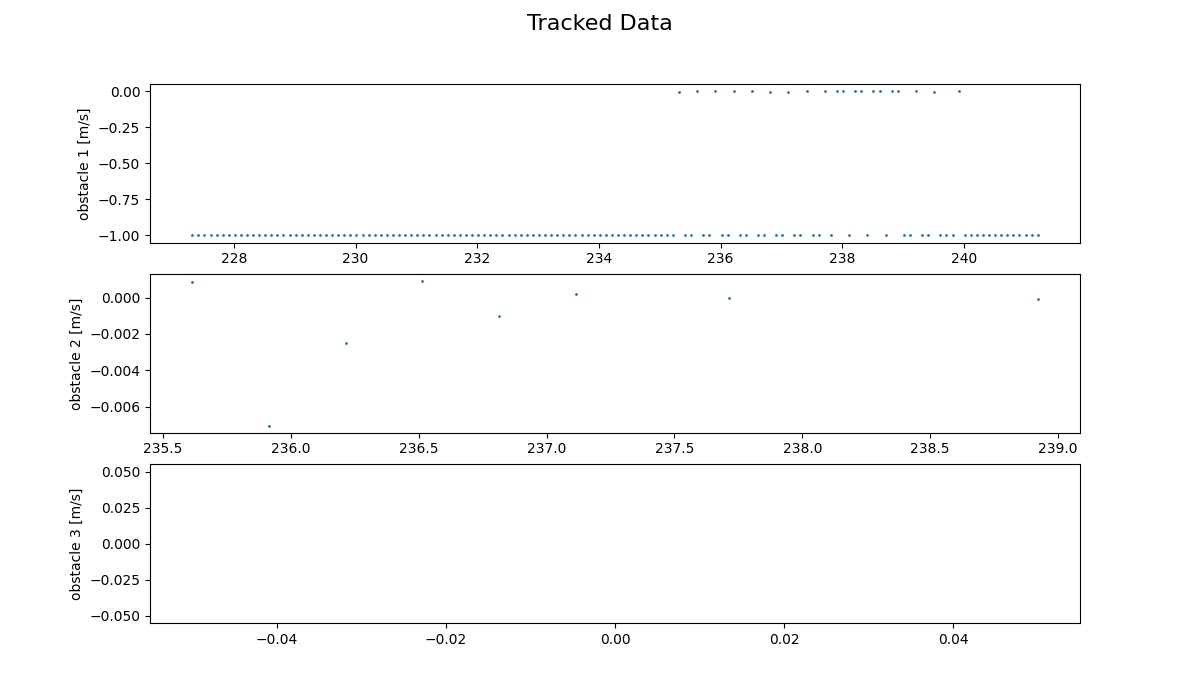 Tracked Data
obstacle 1 [m/s]
0.00
−0.25
−0.50
−0.75
−1.00
228 230 232 234 236 238 240
obstacle 2 [m/s]
0.000
−0.002
−0.004
−0.006
235.5 236.0 236.5 237.0 237.5 238.0 238.5 239.0
obstacle 3 [m/s]
0.050
0.025
0.000
−0.025
−0.050
−0.04 −0.02 0.00 0.02 0.04